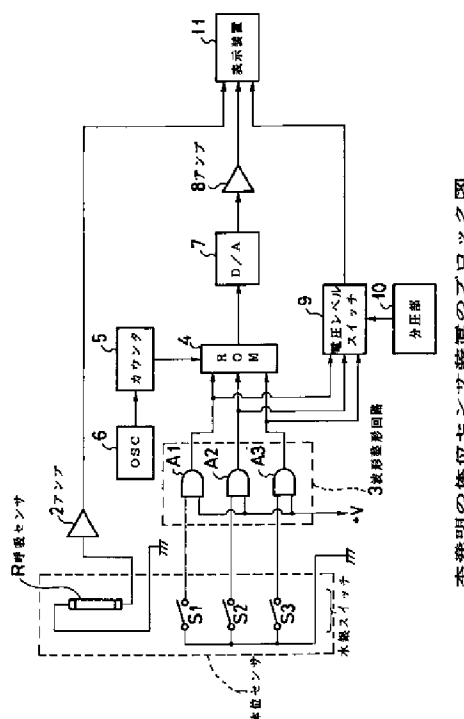 R呼吸センサ
2アンプ
6
OSC
5
カウンタ
11
表示装置
8アンプ
7
D/A
4
ROM
A1
A2
A3
3波形整形回路
+V
S1
S2
S3
水銀スイッチ
1
体位センサ
9
電圧レベル
スイッチ
10
分圧部
本発明の体位センサ装置のブロック図